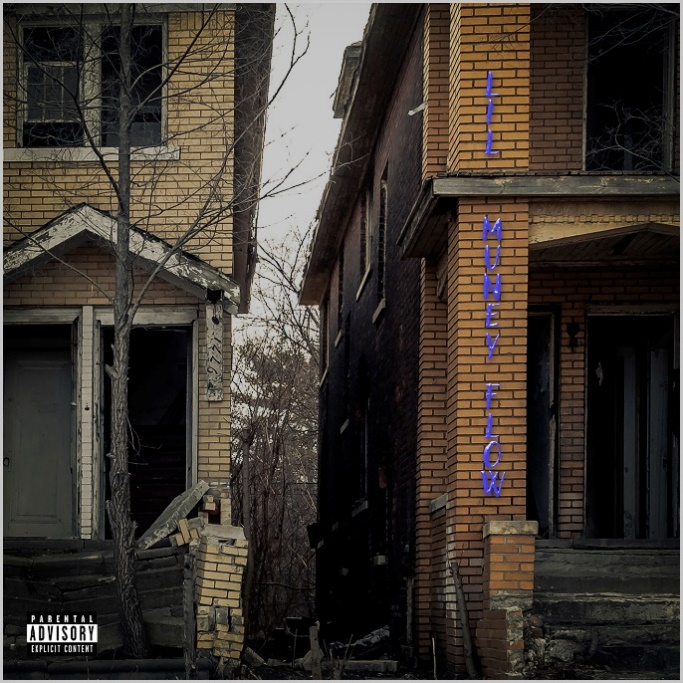 LIL MUNEY FLOW
PARENTAL
ADVISORY
EXPLICIT CONTENT